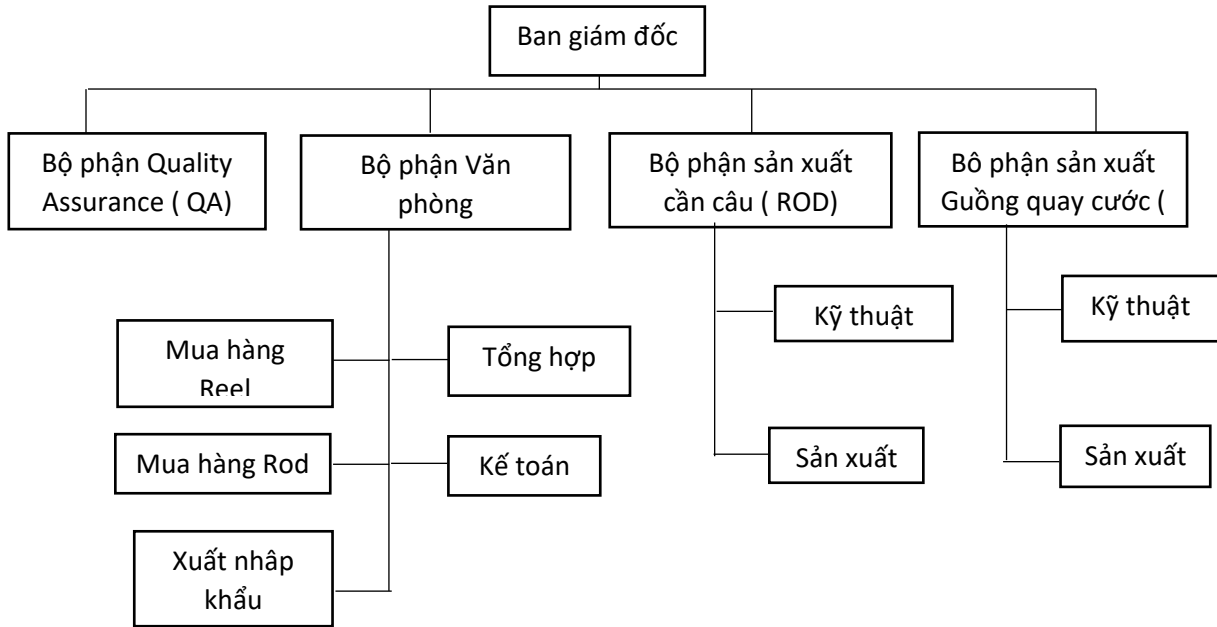 Ban giám đốc
Bộ phận Quality
Assurance ( QA)
Bộ phận Văn
phòng
Bộ phận sản xuất
cần câu ( ROD)
Bô phận sản xuất
Guồng quay cước (
Mua hàng
Reel
Tổng hợp
Mua hàng Rod
Kế toán
Xuất nhâp
khẩu
Kỹ thuật
Sản xuất
Kỹ thuật
Sản xuất